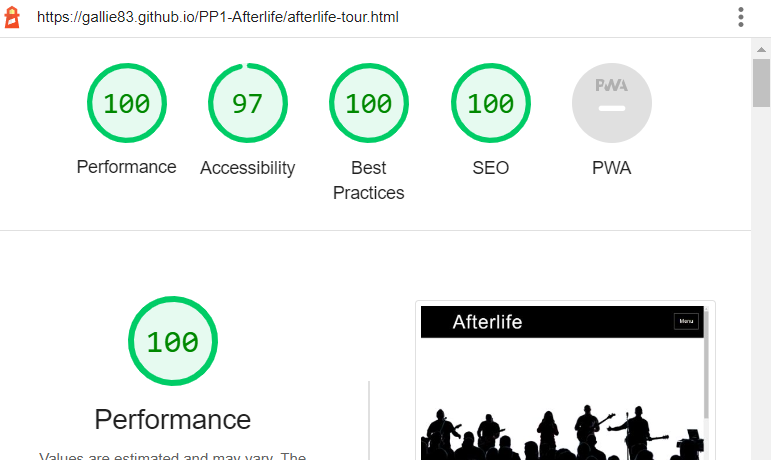 https://gallie83.github.io/PP1-Afterlife/afterlife-tour.html
100
97
100
100
PWA
Performance
Accessibility
Best
Practices
SEO
PWA
100
Performance
Values are estimated and may vary. The
Afterlife
Menu